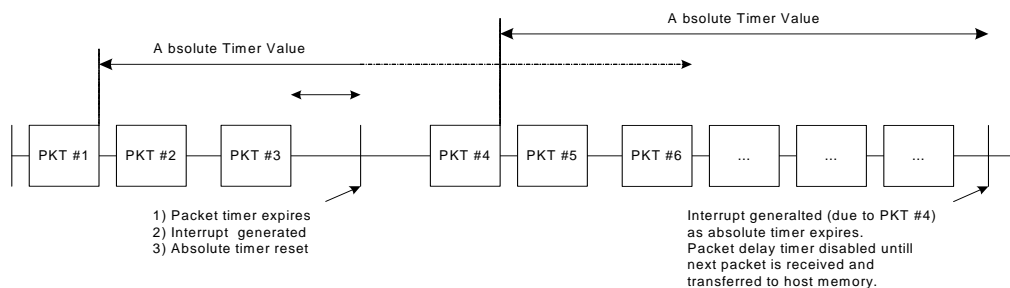 A bsolute Timer Value
A bsolute Timer Value
PKT #1
PKT #2
PKT #3
PKT #4
PKT #5
PKT #6
...
...
...
1) Packet timer expires
2) Interrupt generated
3) Absolute timer reset
Interrupt generalted (due to PKT #4)
as absolute timer expires.
Packet delay timer disabled untill
next packet is received and
transferred to host memory.